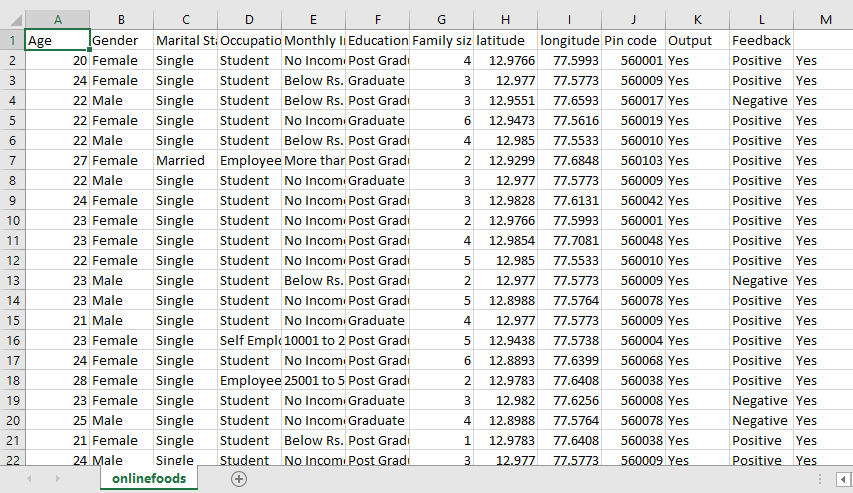 A B C D E F G H I J K L M
1 Age Gender Marital Sta Occupatio Monthly I Education Family siz latitude longitude Pin code Output Feedback
2 20 Female Single Student No Incom Post Grad 4 12.9766 77.5993 560001 Yes Positive Yes
3 24 Female Single Student Below Rs. Graduate 3 12.977 77.5773 560009 Yes Positive Yes
4 22 Male Single Student Below Rs. Post Grad 3 12.9551 77.6593 560017 Yes Negative Yes
5 22 Female Single Student No Incom Graduate 6 12.9473 77.5616 560019 Yes Positive Yes
6 22 Male Single Student Below Rs. Post Grad 4 12.985 77.5533 560010 Yes Positive Yes
7 27 Female Married Employee More than Post Grad 2 12.9299 77.6848 560103 Yes Positive Yes
8 22 Male Single Student No Incom Graduate 3 12.977 77.5773 560009 Yes Positive Yes
9 24 Female Single Student No Incom Post Grad 3 12.9828 77.6131 560042 Yes Positive Yes
10 23 Female Single Student No Incom Post Grad 2 12.9766 77.5993 560001 Yes Positive Yes
11 23 Female Single Student No Incom Post Grad 4 12.9854 77.7081 560048 Yes Positive Yes
12 22 Female Single Student No Incom Post Grad 5 12.985 77.5533 560010 Yes Positive Yes
13 23 Male Single Student Below Rs. Post Grad 2 12.977 77.5773 560009 Yes Negative Yes
14 23 Male Single Student No Incom Post Grad 5 12.8988 77.5764 560078 Yes Positive Yes
15 21 Male Single Student No Incom Graduate 4 12.977 77.5773 560009 Yes Positive Yes
16 23 Female Single Self Empl 10001 to 2 Post Grad 5 12.9438 77.5738 560004 Yes Positive Yes
17 24 Female Single Student No Incom Post Grad 6 12.8893 77.6399 560068 Yes Positive Yes
18 28 Female Single Employee 25001 to 5 Post Grad 2 12.9783 77.6408 560038 Yes Positive Yes
19 23 Female Single Student No Incom Graduate 3 12.982 77.6256 560008 Yes Negative Yes
20 25 Male Single Student No Incom Graduate 4 12.8988 77.5764 560078 Yes Negative Yes
21 21 Female Single Student Below Rs. Post Grad 1 12.9783 77.6408 560038 Yes Positive Yes
22 24 Male Single Student No Incom Post Grad 3 12.977 77.5773 560009 Yes Positive Yes
onlinefoods